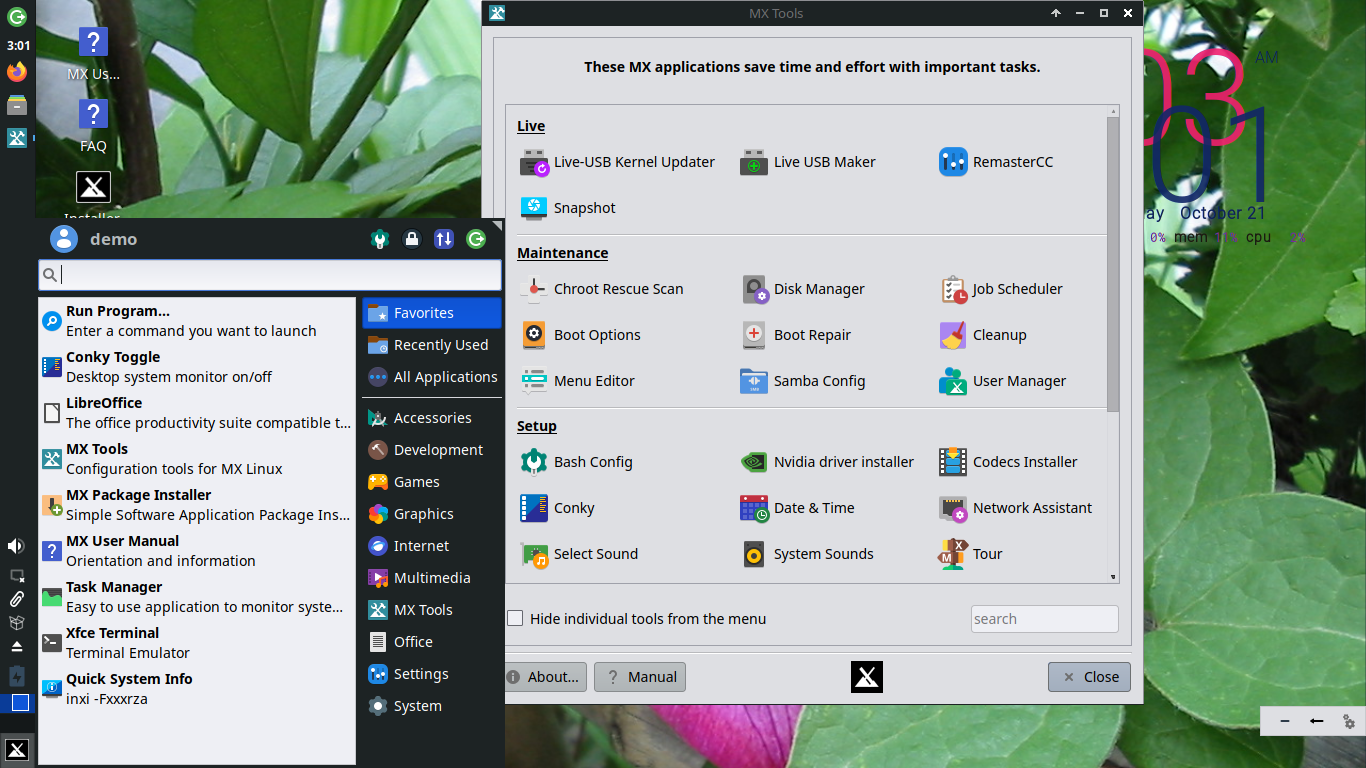 3:01
MX Us...
FAQ
MX Tools
These MX applications save time and effort with important tasks.
Live
Live-USB Kernel Updater
Live USB Maker
RemasterCC
Snapshot
Maintenance
Chroot Rescue Scan
Disk Manager
Job Scheduler
Boot Options
Boot Repair
Cleanup
Menu Editor
Samba Config
User Manager
Setup
Bash Config
Nvidia driver installer
Codecs Installer
Conky
Date & Time
Network Assistant
Select Sound
System Sounds
Tour
Hide individual tools from the menu
search
About...
? Manual
Close
demo
Run Program...
Enter a command you want to launch
Conky Toggle
Desktop system monitor on/off
LibreOffice
The office productivity suite compatible t...
MX Tools
Configuration tools for MX Linux
MX Package Installer
Simple Software Application Package Ins...
MX User Manual
Orientation and information
Task Manager
Easy to use application to monitor syste...
Xfce Terminal
Terminal Emulator
Quick System Info
inxi -Fxxxrza
Favorites
Recently Used
All Applications
Accessories
Development
Games
Graphics
Internet
Multimedia
MX Tools
Office
Settings
System
03 AM
01
ay October 21
0% mem 11% cpu 2%